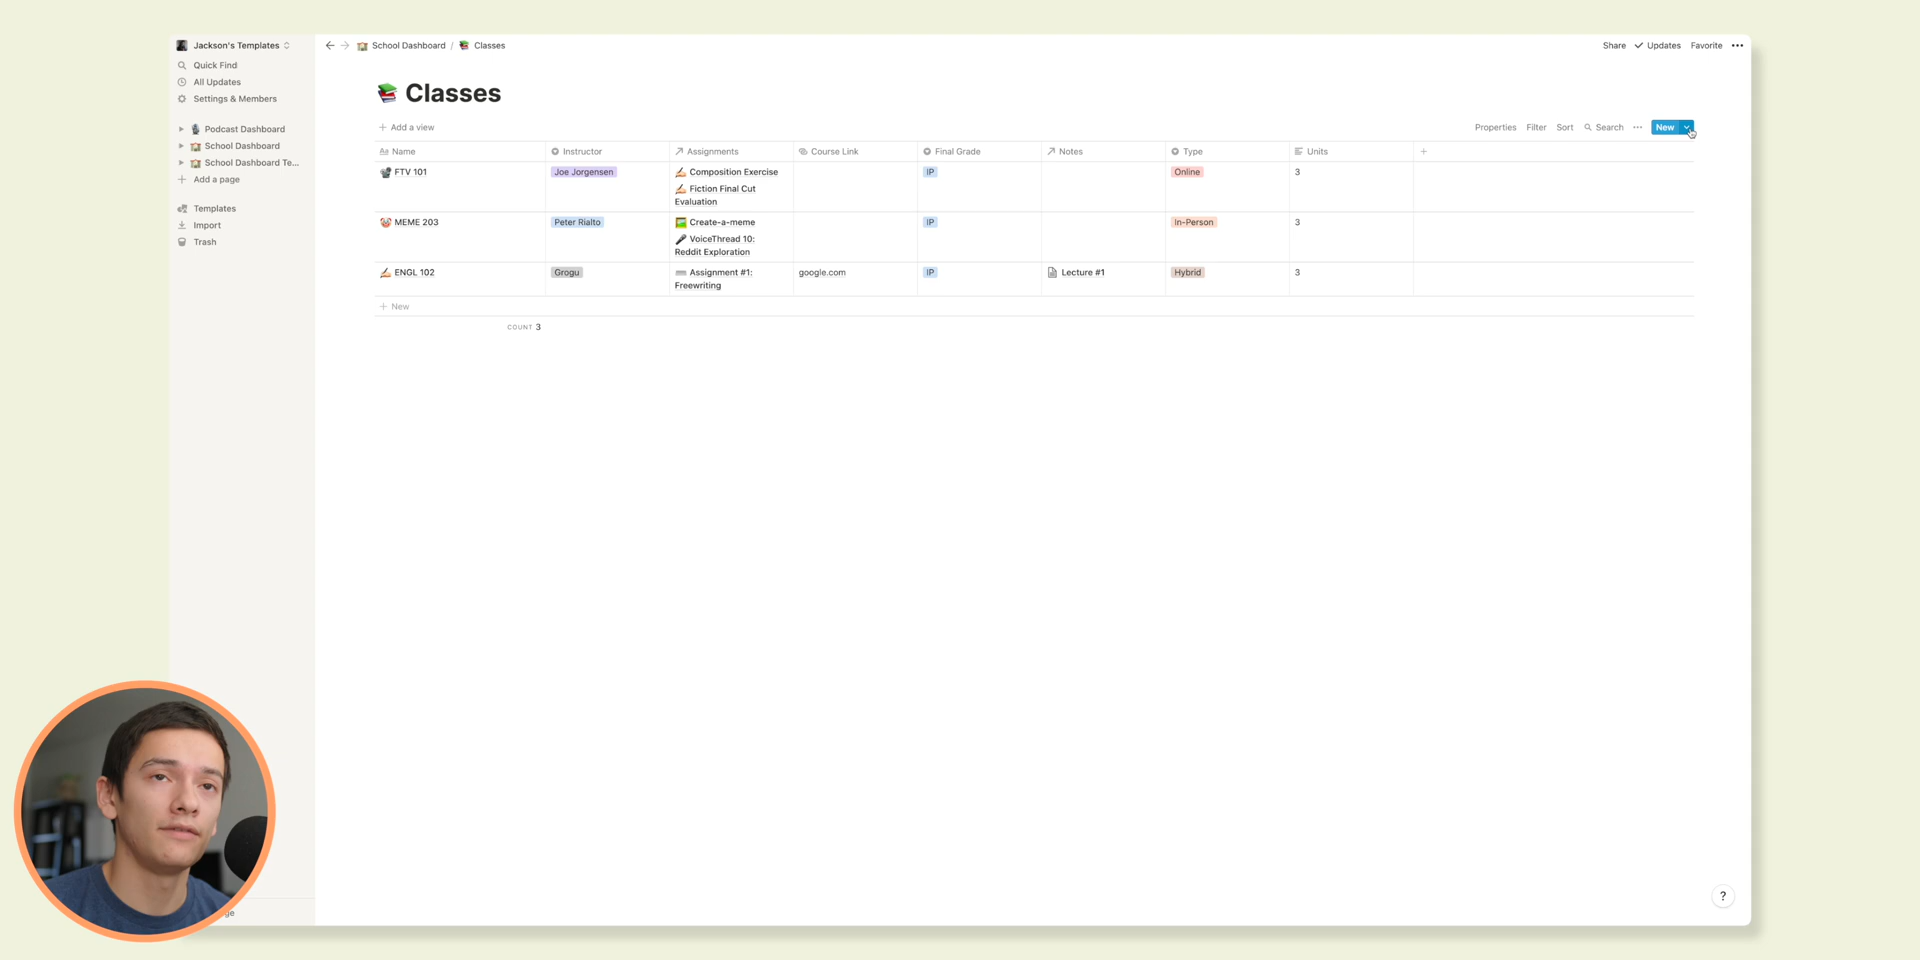 Jackson's Templates
Quick Find
All Updates
Settings & Members
Podcast Dashboard
School Dashboard
School Dashboard Te...
Add a page
Templates
Import
Trash
School Dashboard / Classes
Share Updates Favorite
Classes
Add a view
Properties Filter Sort Search New
Name Instructor Assignments Course Link Final Grade Notes Type Units
FTV 101 Joe Jorgensen Composition Exercise IP Online 3
Fiction Final Cut
Evaluation
MEME 203 Peter Rialto Create-a-meme IP In-Person 3
VoiceThread 10:
Reddit Exploration
ENGL 102 Grogu Assignment #1: google.com IP Lecture #1 Hybrid 3
Freewriting
New
COUNT 3
?